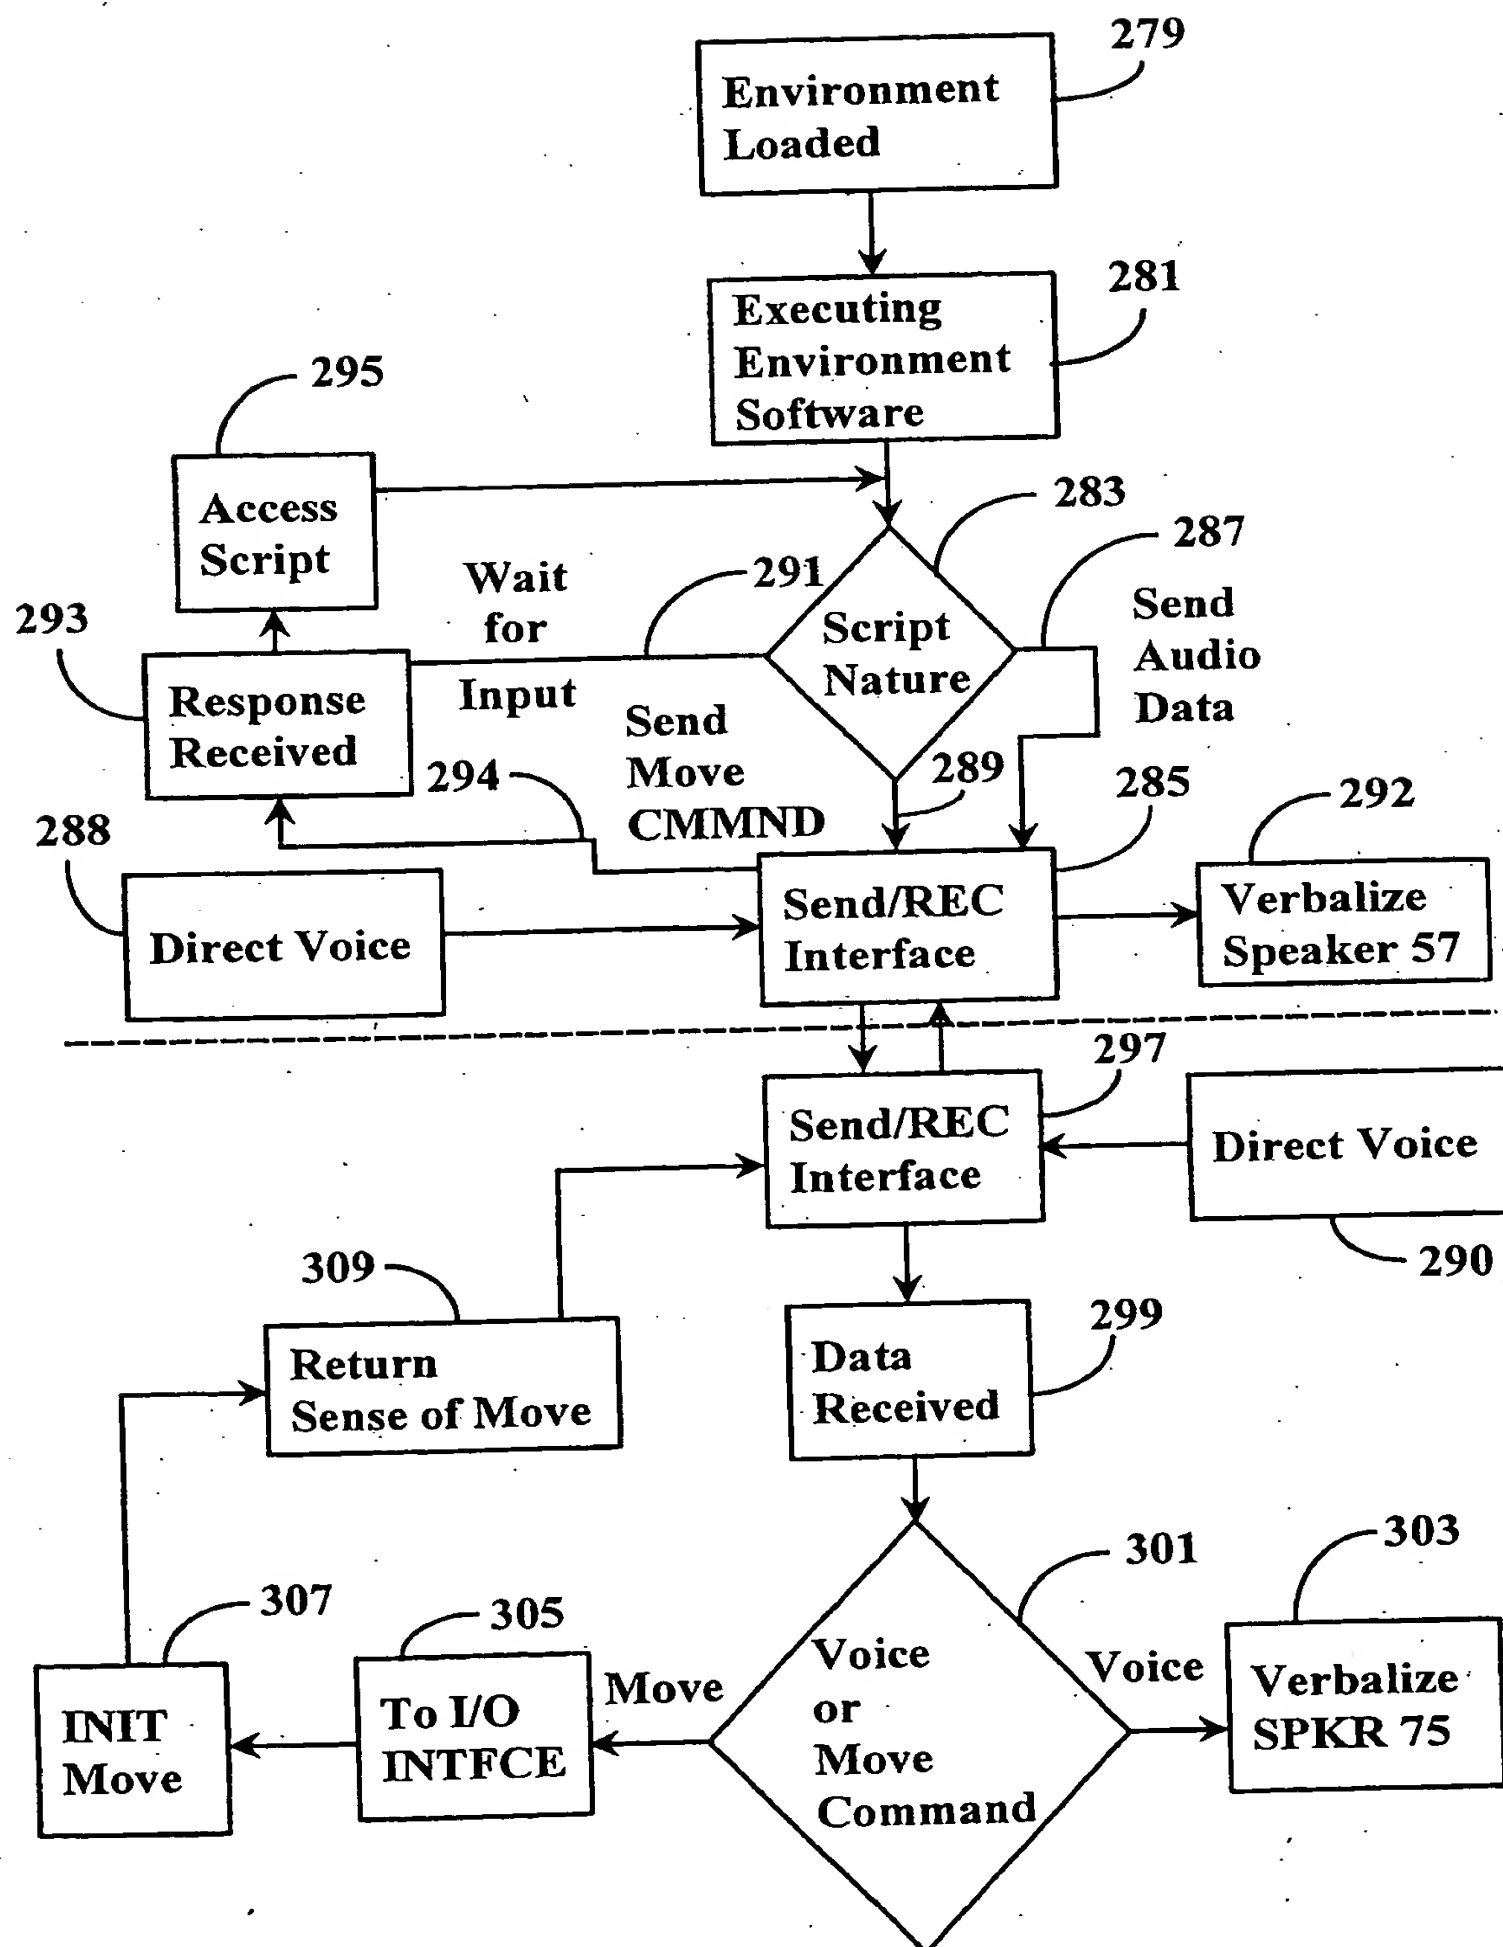 279
Environment
Loaded
281
Executing
Environment
Software
295
Access
Script
283
287
Send
Audio
Data
Wait
for
Input
291
Script
Nature
293
Response
Received
Send
Move
CMMND
294
289
285
292
288
Direct Voice
Send/REC
Interface
Verbalize
Speaker 57
297
Send/REC
Interface
Direct Voice
290
309
Return
Sense of Move
299
Data
Received
301
303
307
305
INIT
Move
To I/O
INTFCE
Move
Voice
or
Move
Command
Voice
Verbalize
SPKR 75